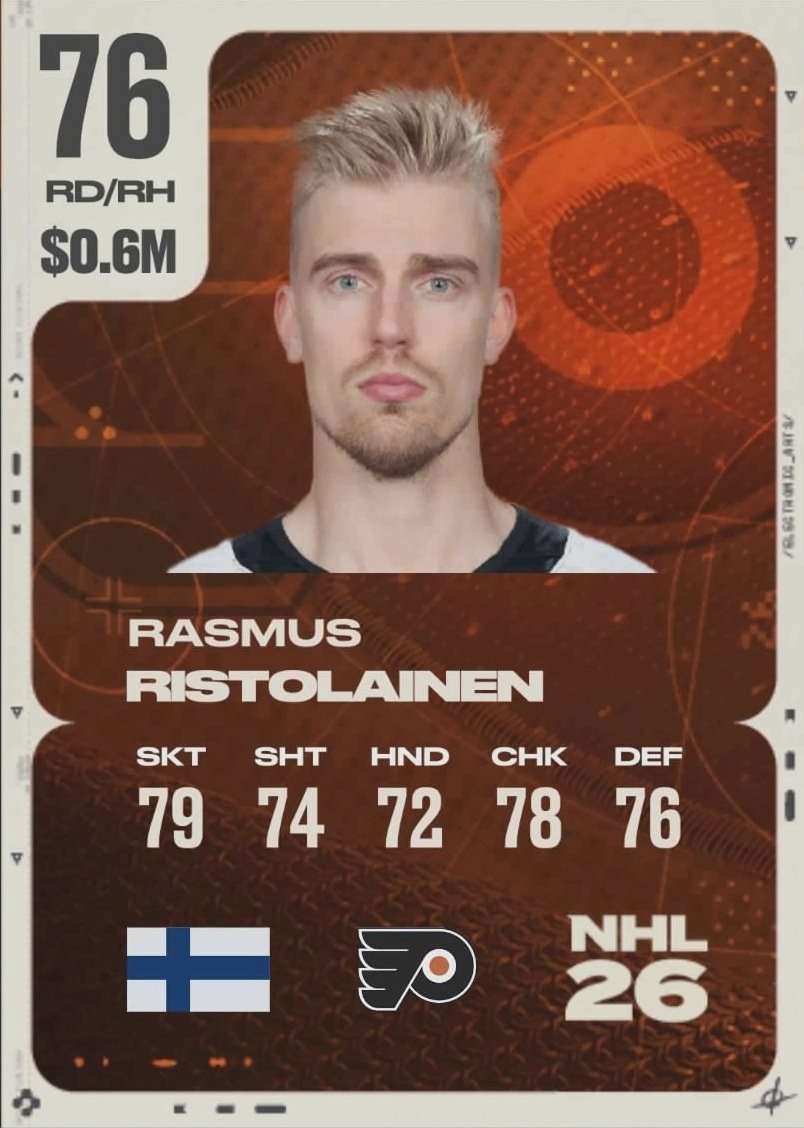 76
RD/RH
$0.6M
RASMUS
RISTOLAINEN
SKT SHT HND CHK DEF
79 74 72 78 76
NHL
26
/ELECTRONIC_ARTS/